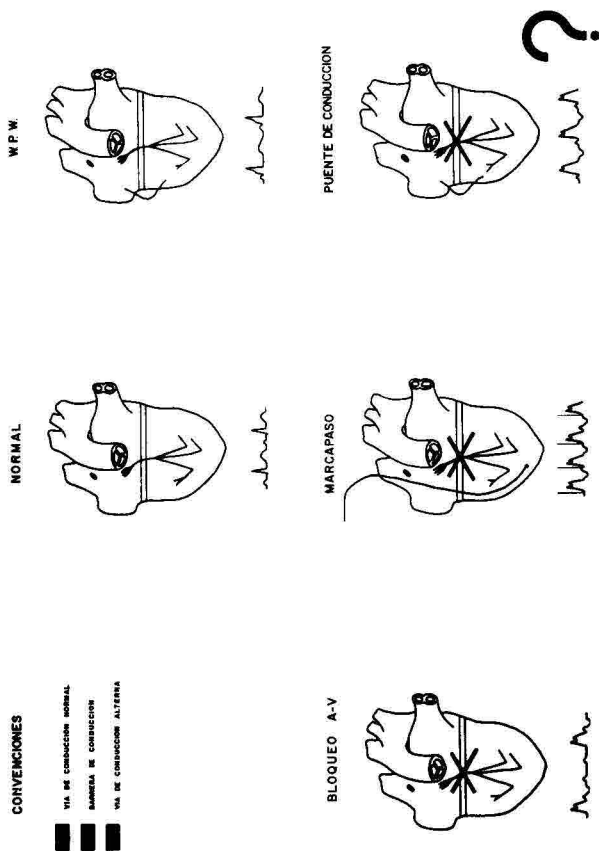 CONVENCIONES
VIA DE CONDUCCION NORMAL
BARRERA DE CONDUCCION
VIA DE CONDUCCION ALTERNA
NORMAL
W.P.W.
BLOQUEO A-V
MARCAPASO
PUENTE DE CONDUCCION
?